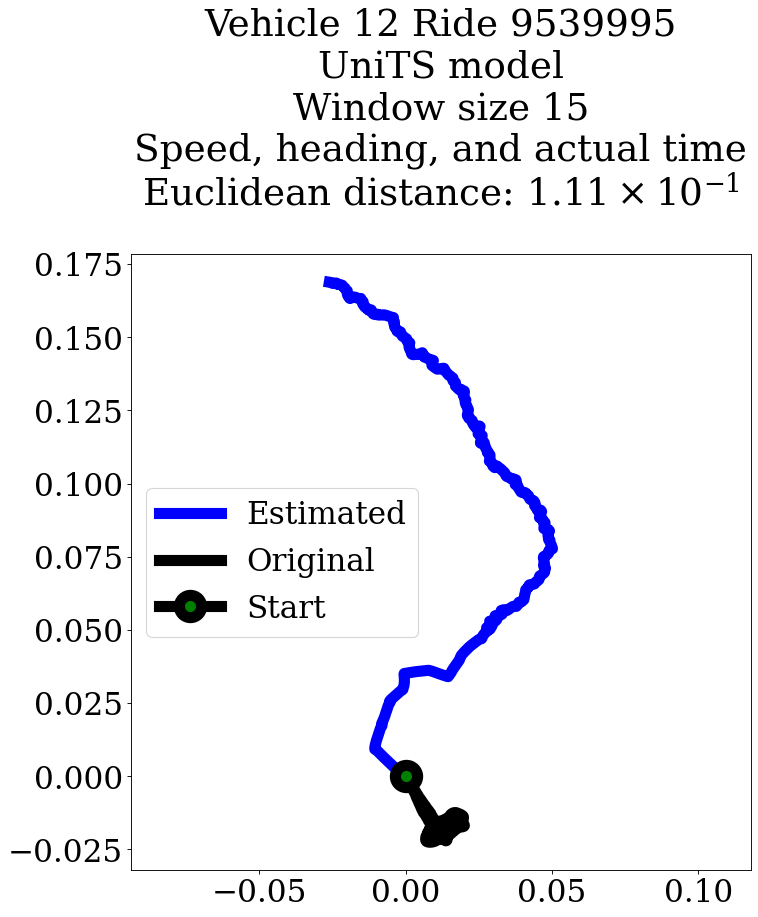 Vehicle 12 Ride 9539995
UniTS model
Window size 15
Speed, heading, and actual time
Euclidean distance: 1.11 × 10⁻¹
0.175
0.150
0.125
0.100
0.075
0.050
0.025
0.000
−0.025
Estimated
Original
Start
−0.05 0.00 0.05 0.10